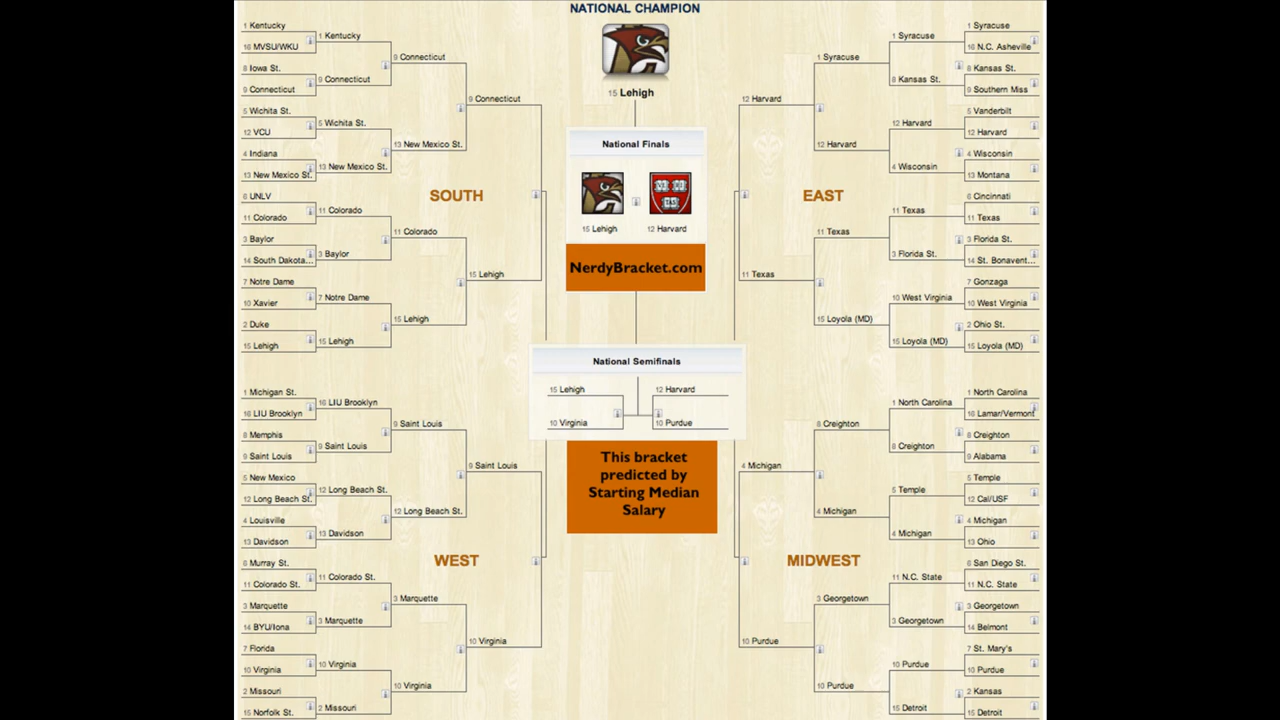 NATIONAL CHAMPION
15 Lehigh
National Finals
15 Lehigh
12 Harvard
NerdyBracket.com
National Semifinals
15 Lehigh
10 Virginia
12 Harvard
10 Purdue
This bracket
predicted by
Starting Median
Salary
SOUTH
1 Kentucky
16 MVSU/WKU
8 Iowa St.
9 Connecticut
5 Wichita St.
12 VCU
4 Indiana
13 New Mexico St.
6 UNLV
11 Colorado
3 Baylor
14 South Dakota...
7 Notre Dame
10 Xavier
2 Duke
15 Lehigh
1 Kentucky
9 Connecticut
5 Wichita St.
13 New Mexico St.
11 Colorado
3 Baylor
7 Notre Dame
15 Lehigh
9 Connecticut
13 New Mexico St.
11 Colorado
15 Lehigh
9 Connecticut
15 Lehigh
WEST
1 Michigan St.
16 LIU Brooklyn
8 Memphis
9 Saint Louis
5 New Mexico
12 Long Beach St.
4 Louisville
13 Davidson
6 Murray St.
11 Colorado St.
3 Marquette
14 BYU/Iona
7 Florida
10 Virginia
2 Missouri
15 Norfolk St.
16 LIU Brooklyn
9 Saint Louis
12 Long Beach St.
13 Davidson
11 Colorado St.
3 Marquette
10 Virginia
2 Missouri
9 Saint Louis
12 Long Beach St.
3 Marquette
10 Virginia
9 Saint Louis
10 Virginia
EAST
12 Harvard
11 Texas
1 Syracuse
12 Harvard
11 Texas
15 Loyola (MD)
1 Syracuse
8 Kansas St.
12 Harvard
4 Wisconsin
11 Texas
3 Florida St.
10 West Virginia
15 Loyola (MD)
1 Syracuse
16 N.C. Asheville
8 Kansas St.
9 Southern Miss
5 Vanderbilt
12 Harvard
4 Wisconsin
13 Montana
6 Cincinnati
11 Texas
3 Florida St.
14 St. Bonavent...
7 Gonzaga
10 West Virginia
2 Ohio St.
15 Loyola (MD)
MIDWEST
4 Michigan
10 Purdue
8 Creighton
4 Michigan
3 Georgetown
10 Purdue
1 North Carolina
8 Creighton
5 Temple
4 Michigan
11 N.C. State
3 Georgetown
10 Purdue
15 Detroit
1 North Carolina
16 Lamar/Vermont
8 Creighton
9 Alabama
5 Temple
12 Cal/USF
4 Michigan
13 Ohio
6 San Diego St.
11 N.C. State
3 Georgetown
14 Belmont
7 St. Mary's
10 Purdue
2 Kansas
15 Detroit